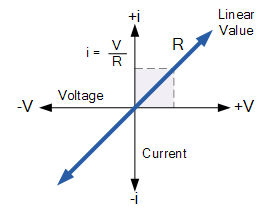 +i
Linear
Value
i = V/R
R
Voltage
-V
+V
Current
-i